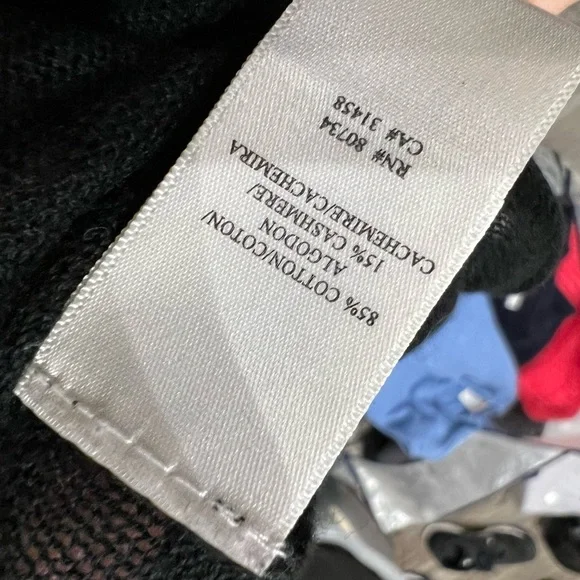 85% COTTON/COTON/
ALGODON
15% CASHMERE/
CACHEMIRE/CACHEMIRA
RN# 80734
CA# 31458